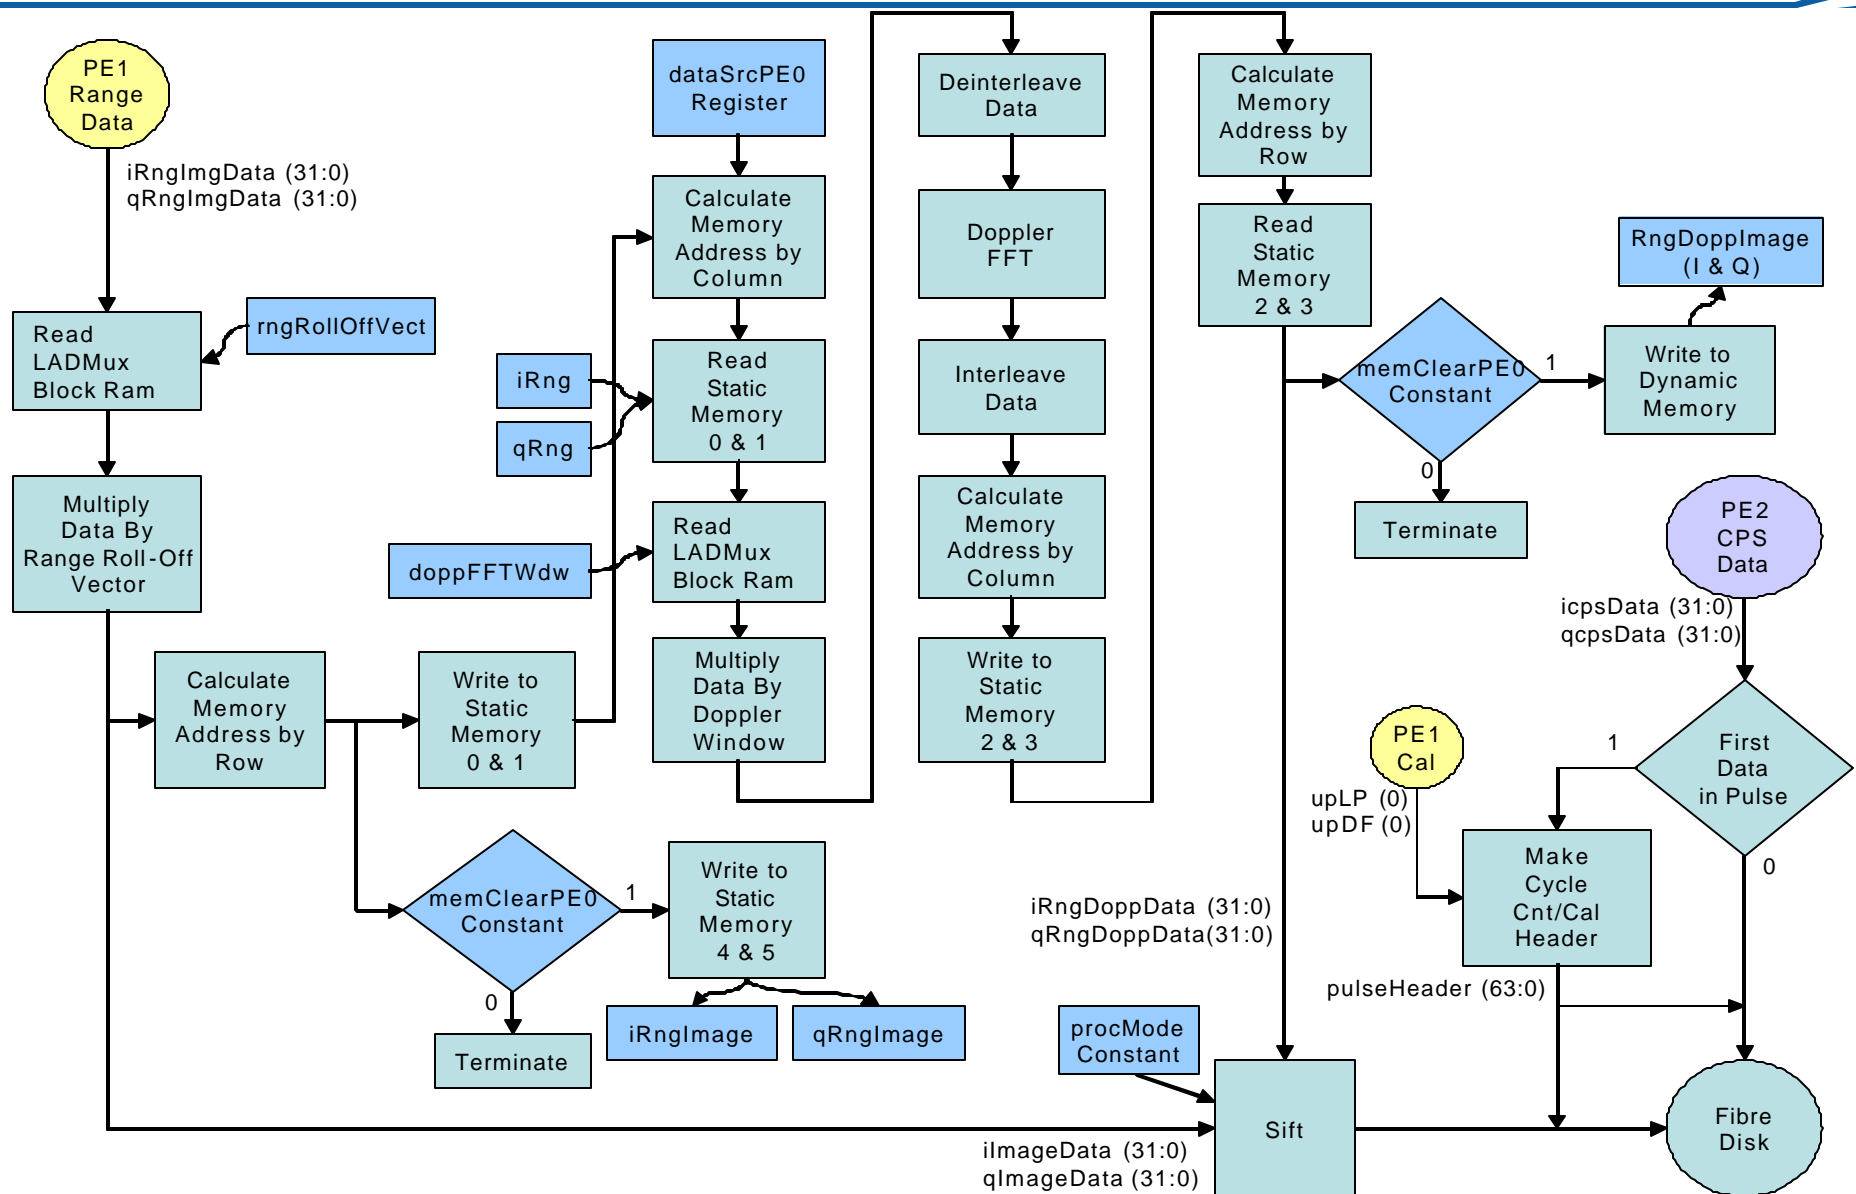 PE1
Range
Data
iRngImgData (31:0)
qRngImgData (31:0)
Read
LADMux
Block Ram
rngRollOffVect
Multiply
Data By
Range Roll-Off
Vector
Calculate
Memory
Address by
Row
Write to
Static
Memory
0 & 1
memClearPE0
Constant
1
0
Terminate
Write to
Static
Memory
4 & 5
iRngImage
qRngImage
dataSrcPE0
Register
Calculate
Memory
Address by
Column
iRng
qRng
Read
Static
Memory
0 & 1
doppFFTWdw
Read
LADMux
Block Ram
Multiply
Data By
Doppler
Window
Deinterleave
Data
Doppler
FFT
Interleave
Data
Calculate
Memory
Address by
Column
Write to
Static
Memory
2 & 3
Calculate
Memory
Address by
Row
Read
Static
Memory
2 & 3
memClearPE0
Constant
1
0
Terminate
Write to
Dynamic
Memory
RngDoppImage
(I & Q)
PE2
CPS
Data
icpsData (31:0)
qcpsData (31:0)
First
Data
in Pulse
1
0
PE1
Cal
upLP (0)
upDF (0)
Make
Cycle
Cnt/Cal
Header
pulseHeader (63:0)
iRngDoppData (31:0)
qRngDoppData(31:0)
procMode
Constant
Sift
iImageData (31:0)
qImageData (31:0)
Fibre
Disk